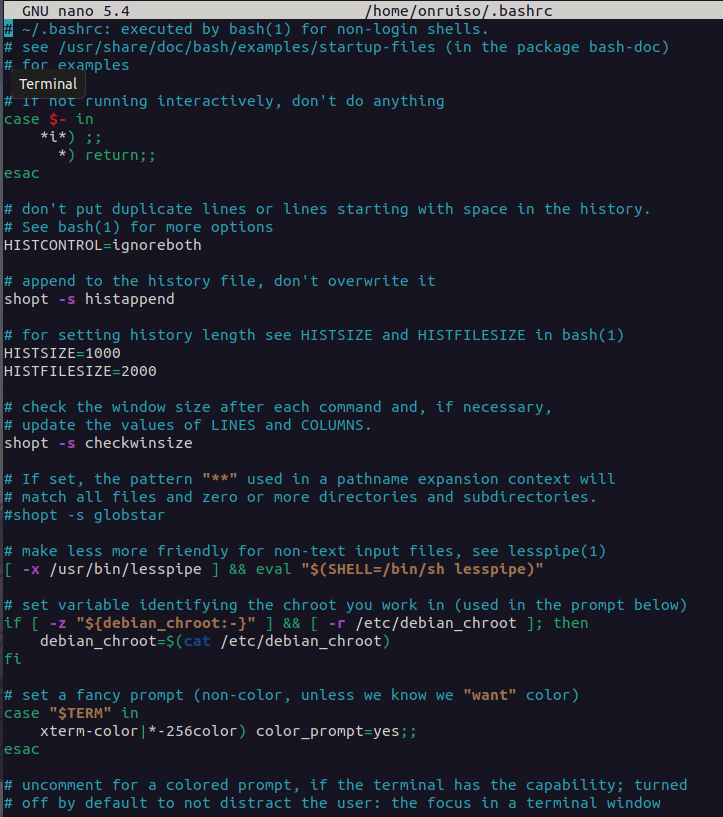 GNU nano 5.4 /home/onruiso/.bashrc
# ~/.bashrc: executed by bash(1) for non-login shells.
# see /usr/share/doc/bash/examples/startup-files (in the package bash-doc)
# for examples
Terminal
# If not running interactively, don't do anything
case $- in
    *i*) ;;
      *) return;;
esac
# don't put duplicate lines or lines starting with space in the history.
# See bash(1) for more options
HISTCONTROL=ignoreboth
# append to the history file, don't overwrite it
shopt -s histappend
# for setting history length see HISTSIZE and HISTFILESIZE in bash(1)
HISTSIZE=1000
HISTFILESIZE=2000
# check the window size after each command and, if necessary,
# update the values of LINES and COLUMNS.
shopt -s checkwinsize
# If set, the pattern "**" used in a pathname expansion context will
# match all files and zero or more directories and subdirectories.
#shopt -s globstar
# make less more friendly for non-text input files, see lesspipe(1)
[ -x /usr/bin/lesspipe ] && eval "$(SHELL=/bin/sh lesspipe)"
# set variable identifying the chroot you work in (used in the prompt below)
if [ -z "${debian_chroot:-}" ] && [ -r /etc/debian_chroot ]; then
    debian_chroot=$(cat /etc/debian_chroot)
fi
# set a fancy prompt (non-color, unless we know we "want" color)
case "$TERM" in
    xterm-color|*-256color) color_prompt=yes;;
esac
# uncomment for a colored prompt, if the terminal has the capability; turned
# off by default to not distract the user: the focus in a terminal window